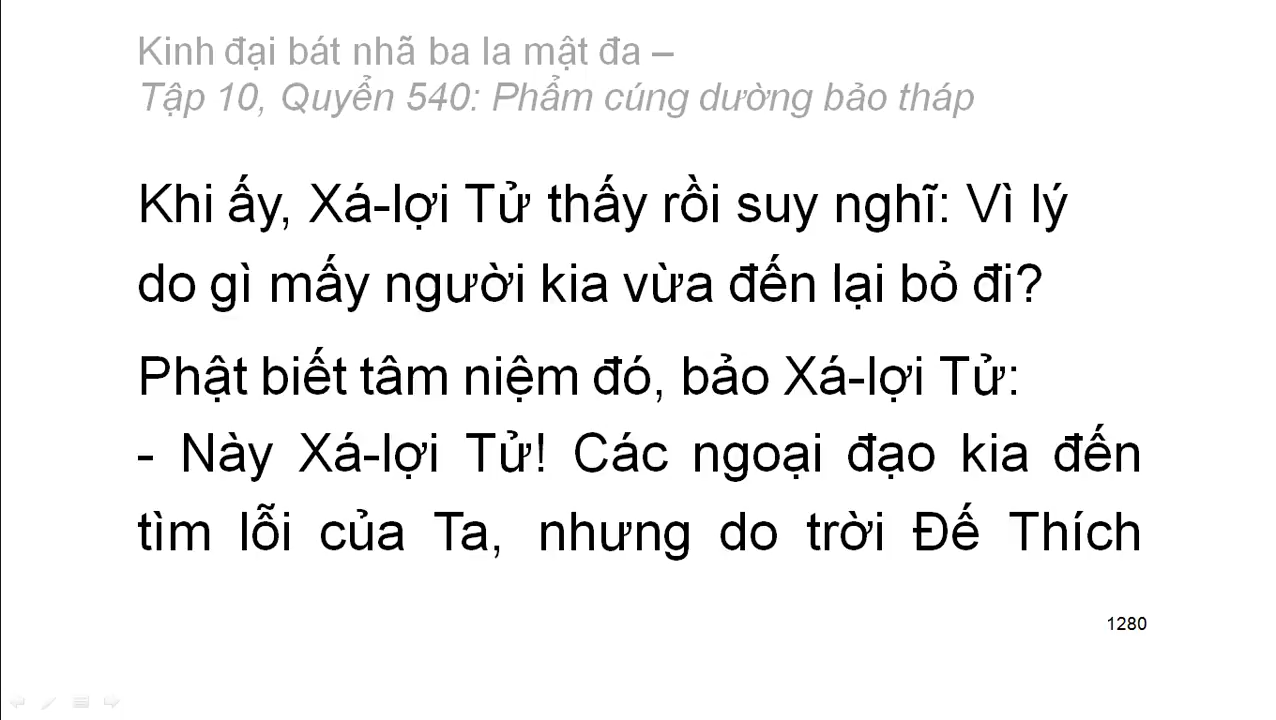 Kinh đại bát nhã ba la mật đa –
Tập 10, Quyển 540: Phẩm cúng dường bảo tháp
Khi ấy, Xá-lợi Tử thấy rồi suy nghĩ: Vì lý
do gì mấy người kia vừa đến lại bỏ đi?
Phật biết tâm niệm đó, bảo Xá-lợi Tử:
- Này Xá-lợi Tử! Các ngoại đạo kia đến
tìm lỗi của Ta, nhưng do trời Đế Thích
1280